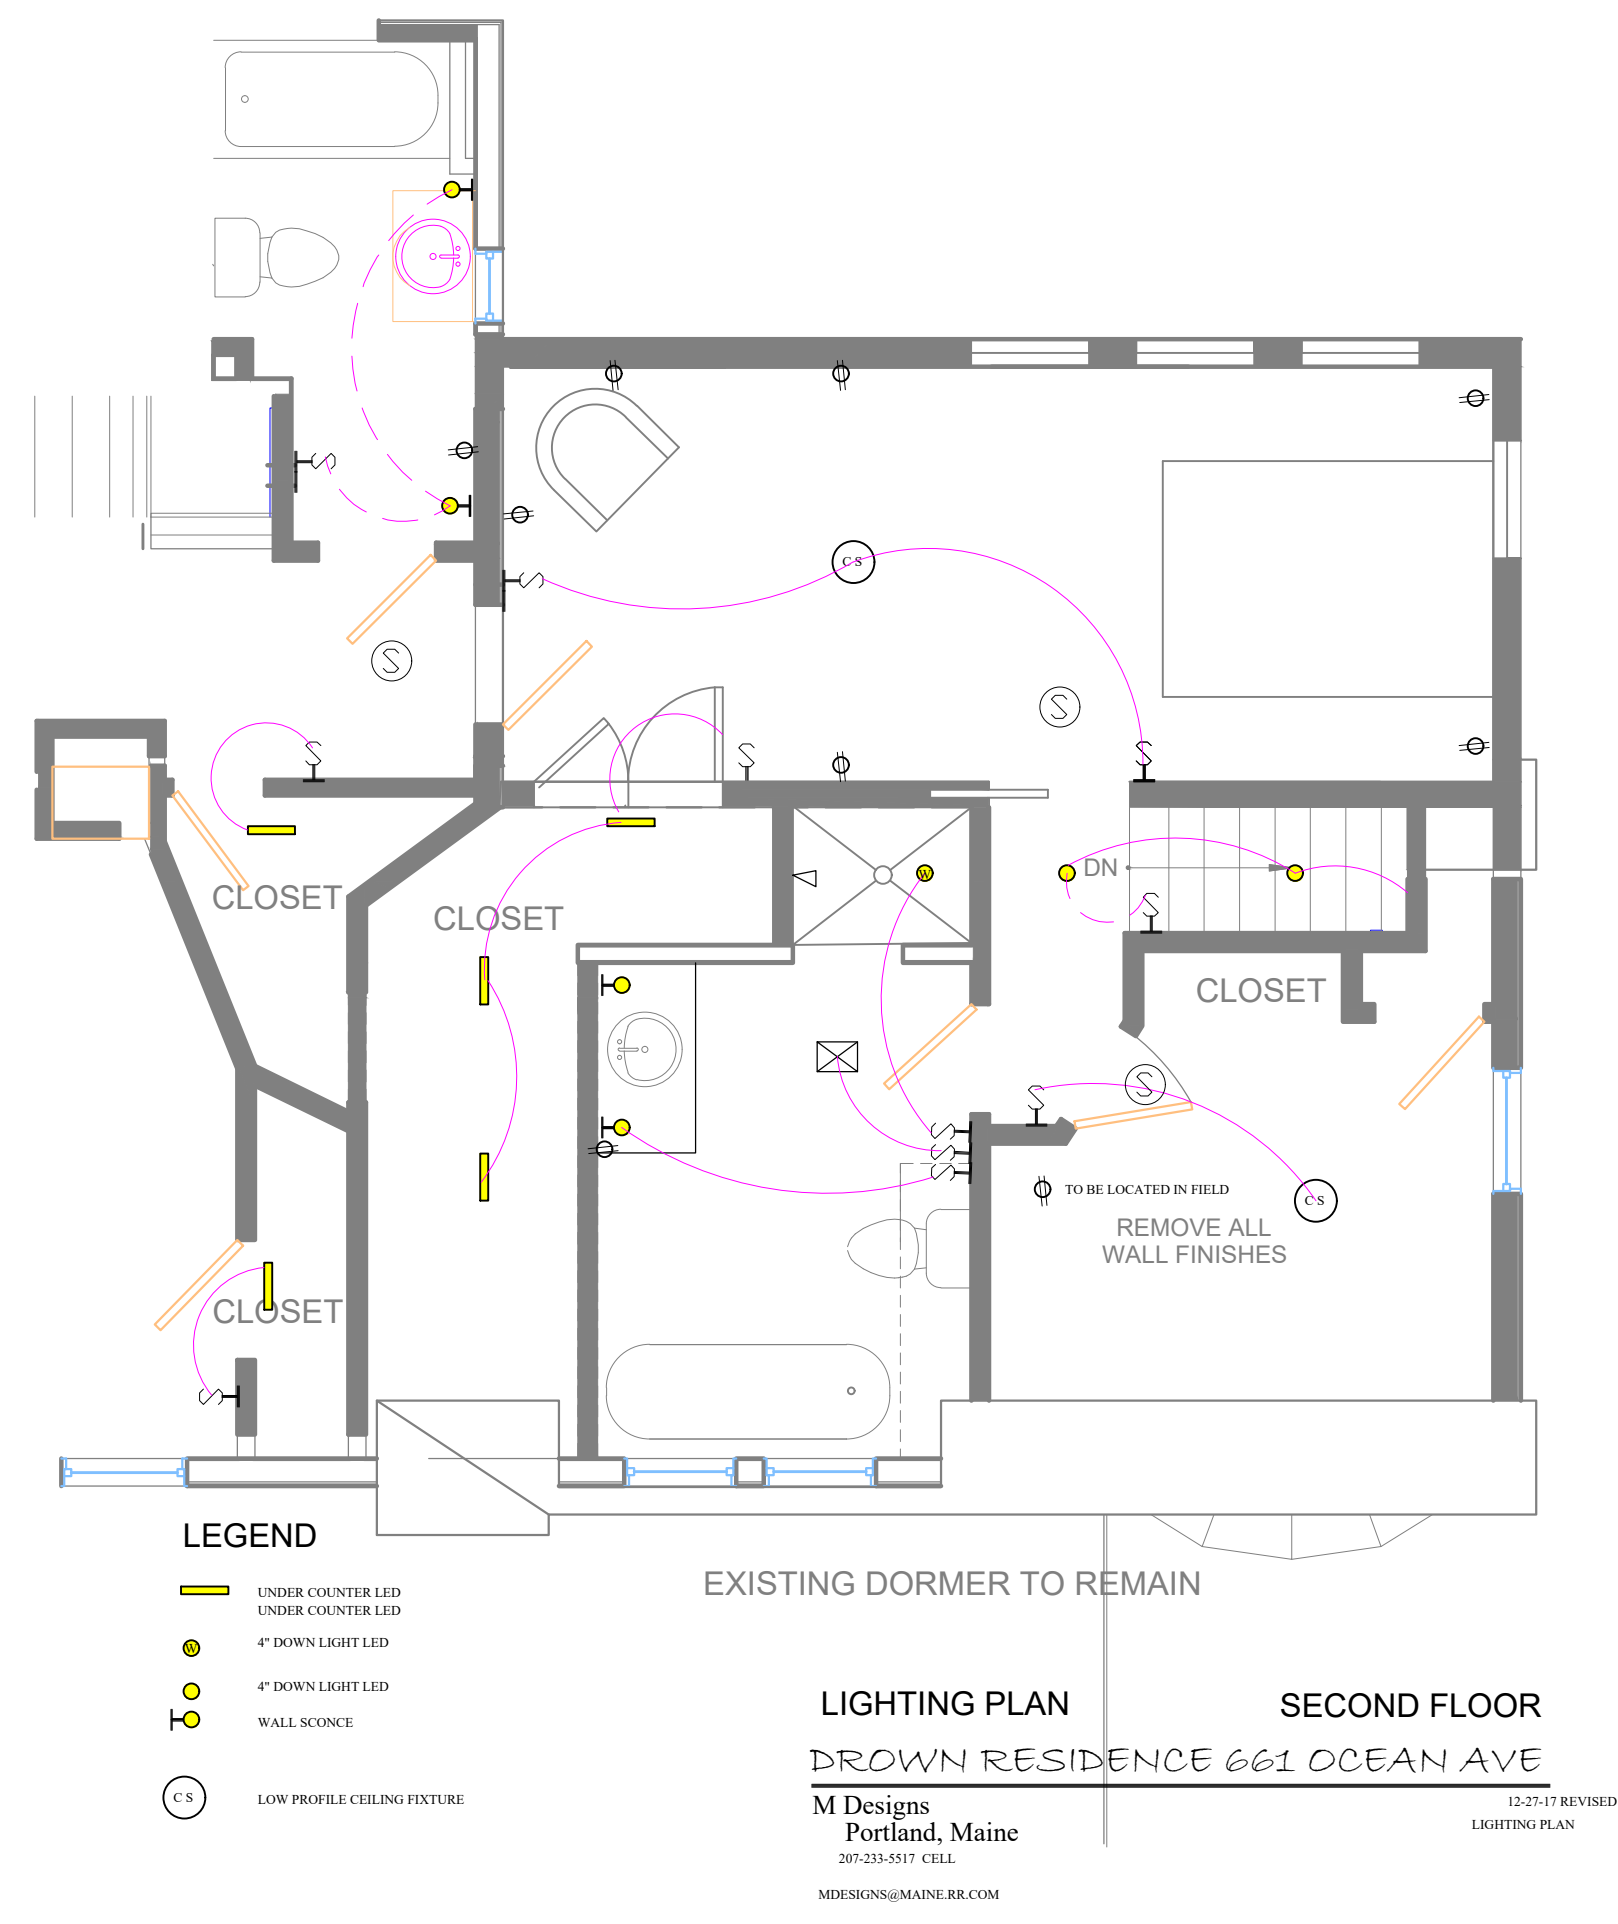 C S
S
S
DN
W
CLOSET
CLOSET
CLOSET
S
TO BE LOCATED IN FIELD
C S
REMOVE ALL
WALL FINISHES
CLOSET
LEGEND
UNDER COUNTER LED
UNDER COUNTER LED
W
4" DOWN LIGHT LED
4" DOWN LIGHT LED
WALL SCONCE
C S
LOW PROFILE CEILING FIXTURE
EXISTING DORMER TO REMAIN
LIGHTING PLAN
SECOND FLOOR
DROWN RESIDENCE 661 OCEAN AVE
M Designs
Portland, Maine
207-233-5517 CELL
MDESIGNS@MAINE.RR.COM
12-27-17 REVISED
LIGHTING PLAN